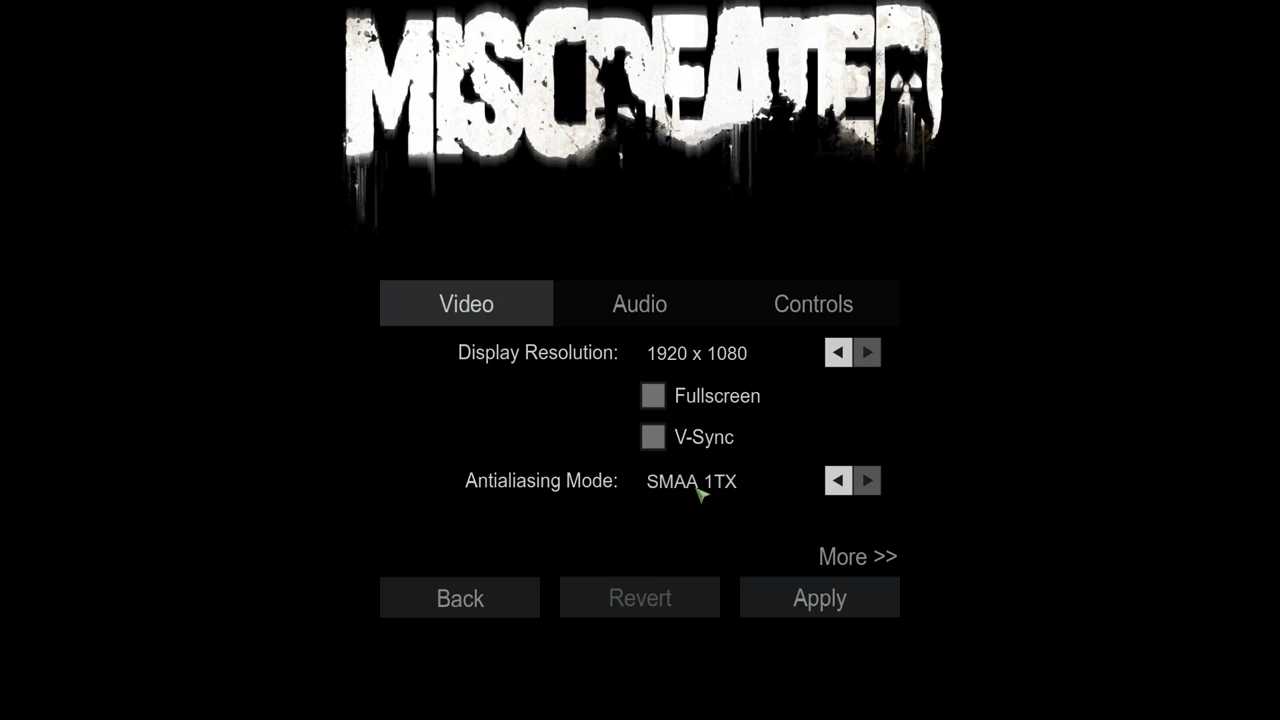 MISCREATED
Video Audio Controls
Display Resolution: 1920 x 1080
Fullscreen
V-Sync
Antialiasing Mode: SMAA 1TX
More >>
Back Revert Apply